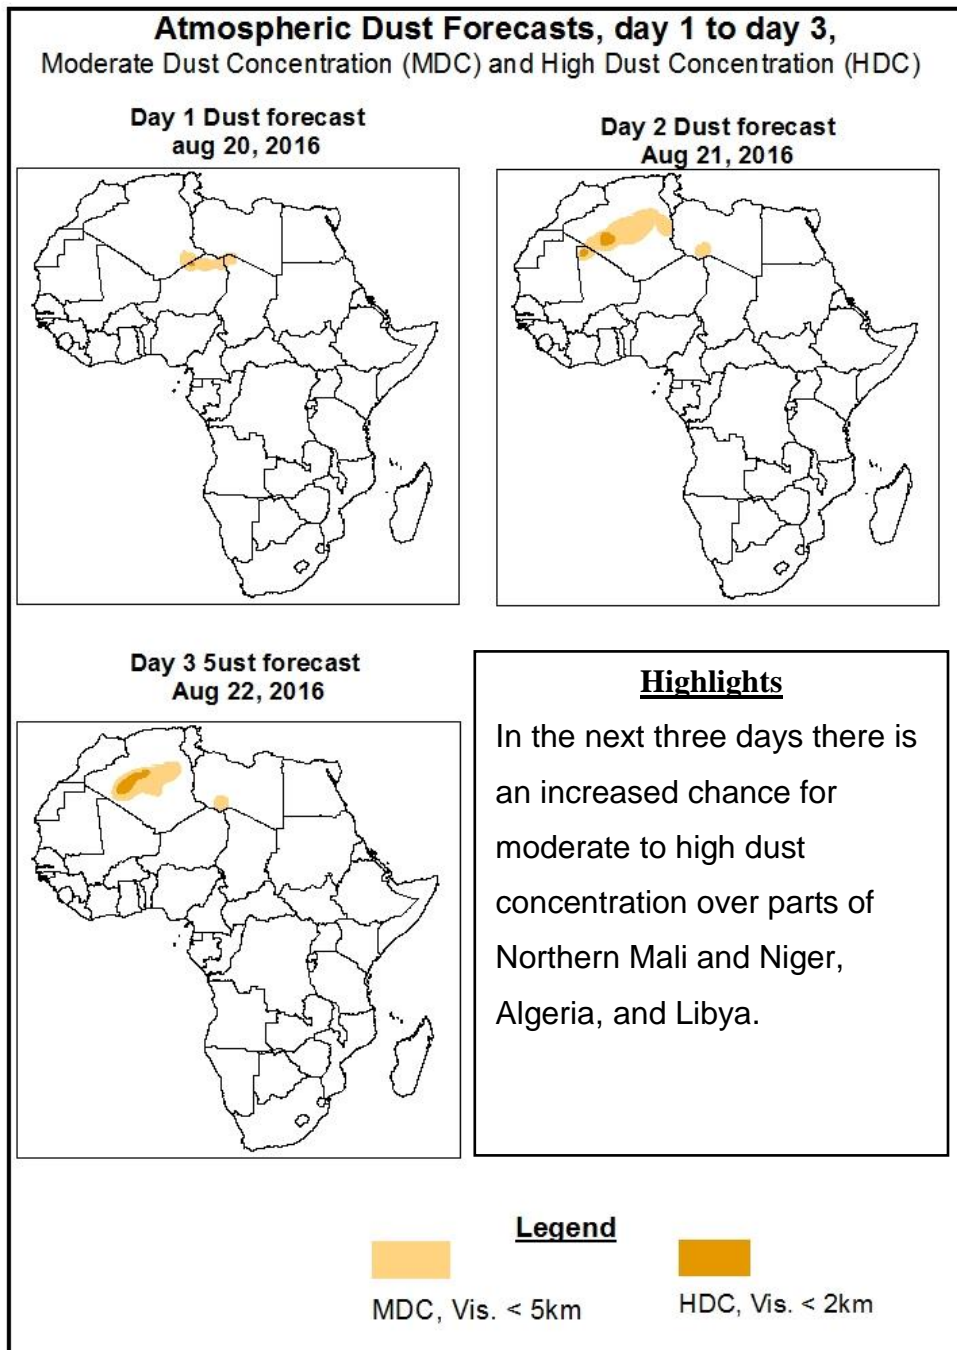 Atmospheric Dust Forecasts, day 1 to day 3,
Moderate Dust Concentration (MDC) and High Dust Concentration (HDC)
Day 1 Dust forecast
aug 20, 2016
Day 2 Dust forecast
Aug 21, 2016
Day 3 5ust forecast
Aug 22, 2016
Highlights
In the next three days there is
an increased chance for
moderate to high dust
concentration over parts of
Northern Mali and Niger,
Algeria, and Libya.
Legend
MDC, Vis. < 5km
HDC, Vis. < 2km